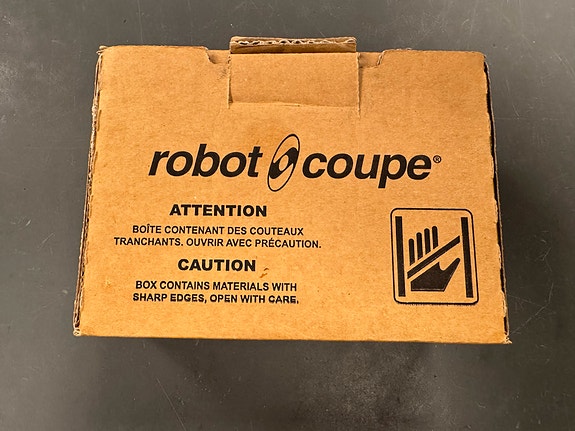 robot coupe®
ATTENTION
BOÎTE CONTENANT DES COUTEAUX
TRANCHANTS. OUVRIR AVEC PRÉCAUTION.
CAUTION
BOX CONTAINS MATERIALS WITH
SHARP EDGES, OPEN WITH CARE.